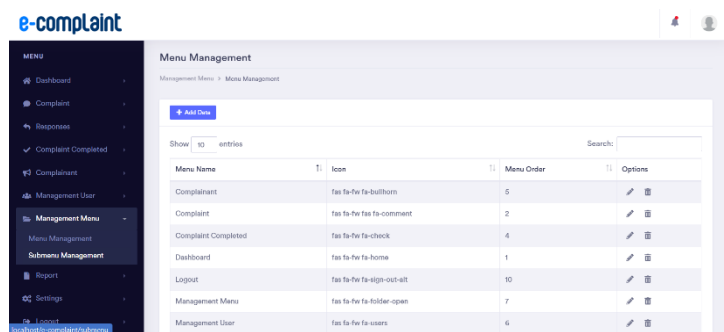 e-complaint
MENU
Dashboard
Complaint
Responses
Complaint Completed
Complainant
Management User
Management Menu
Menu Management
Submenu Management
Report
Settings
Logout
localhost/e-complaint/submenu
Menu Management
Management Menu > Menu Management
+ Add Data
Show 10 entries
Search:
Menu Name Icon Menu Order Options
Complainant fas fa-fw fa-bullhorn 5
Complaint fas fa-fw fas fa-comment 2
Complaint Completed fas fa-fw fa-check 4
Dashboard fas fa-fw fa-home 1
Logout fas fa-fw fa-sign-out-alt 10
Management Menu fas fa-fw fa-folder-open 7
Management User fas fa-fw fa-users 6